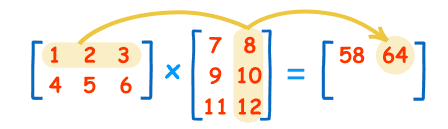 [ 1 2 3
4 5 6 ] × [ 7 8
9 10
11 12 ] = [ 58 64 ]